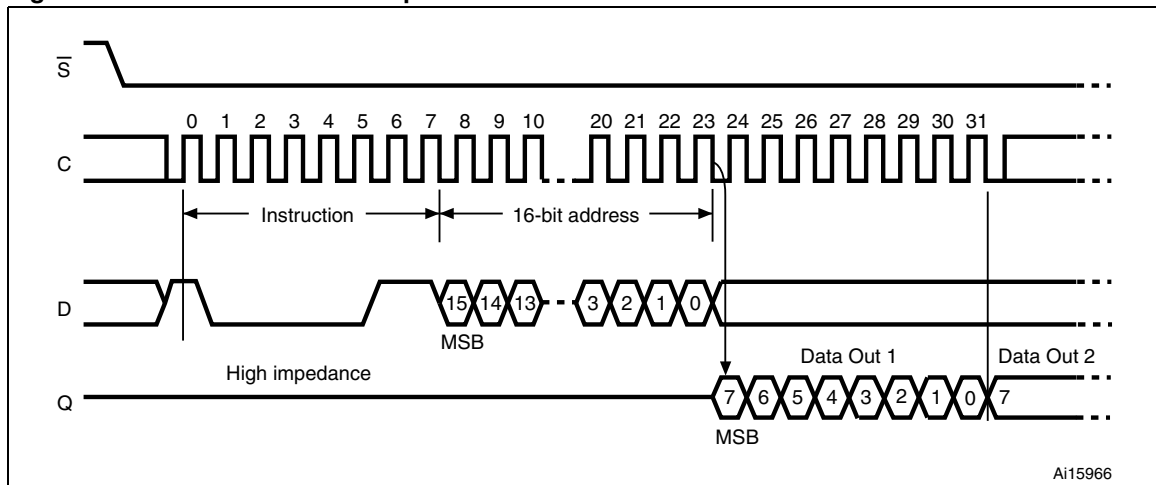 S
0 1 2 3 4 5 6 7 8 9 10 20 21 22 23 24 25 26 27 28 29 30 31
C
Instruction 16-bit address
D
15 14 13 3 2 1 0
MSB
Data Out 1 Data Out 2
High impedance
Q
7 6 5 4 3 2 1 0 7
MSB
Ai15966